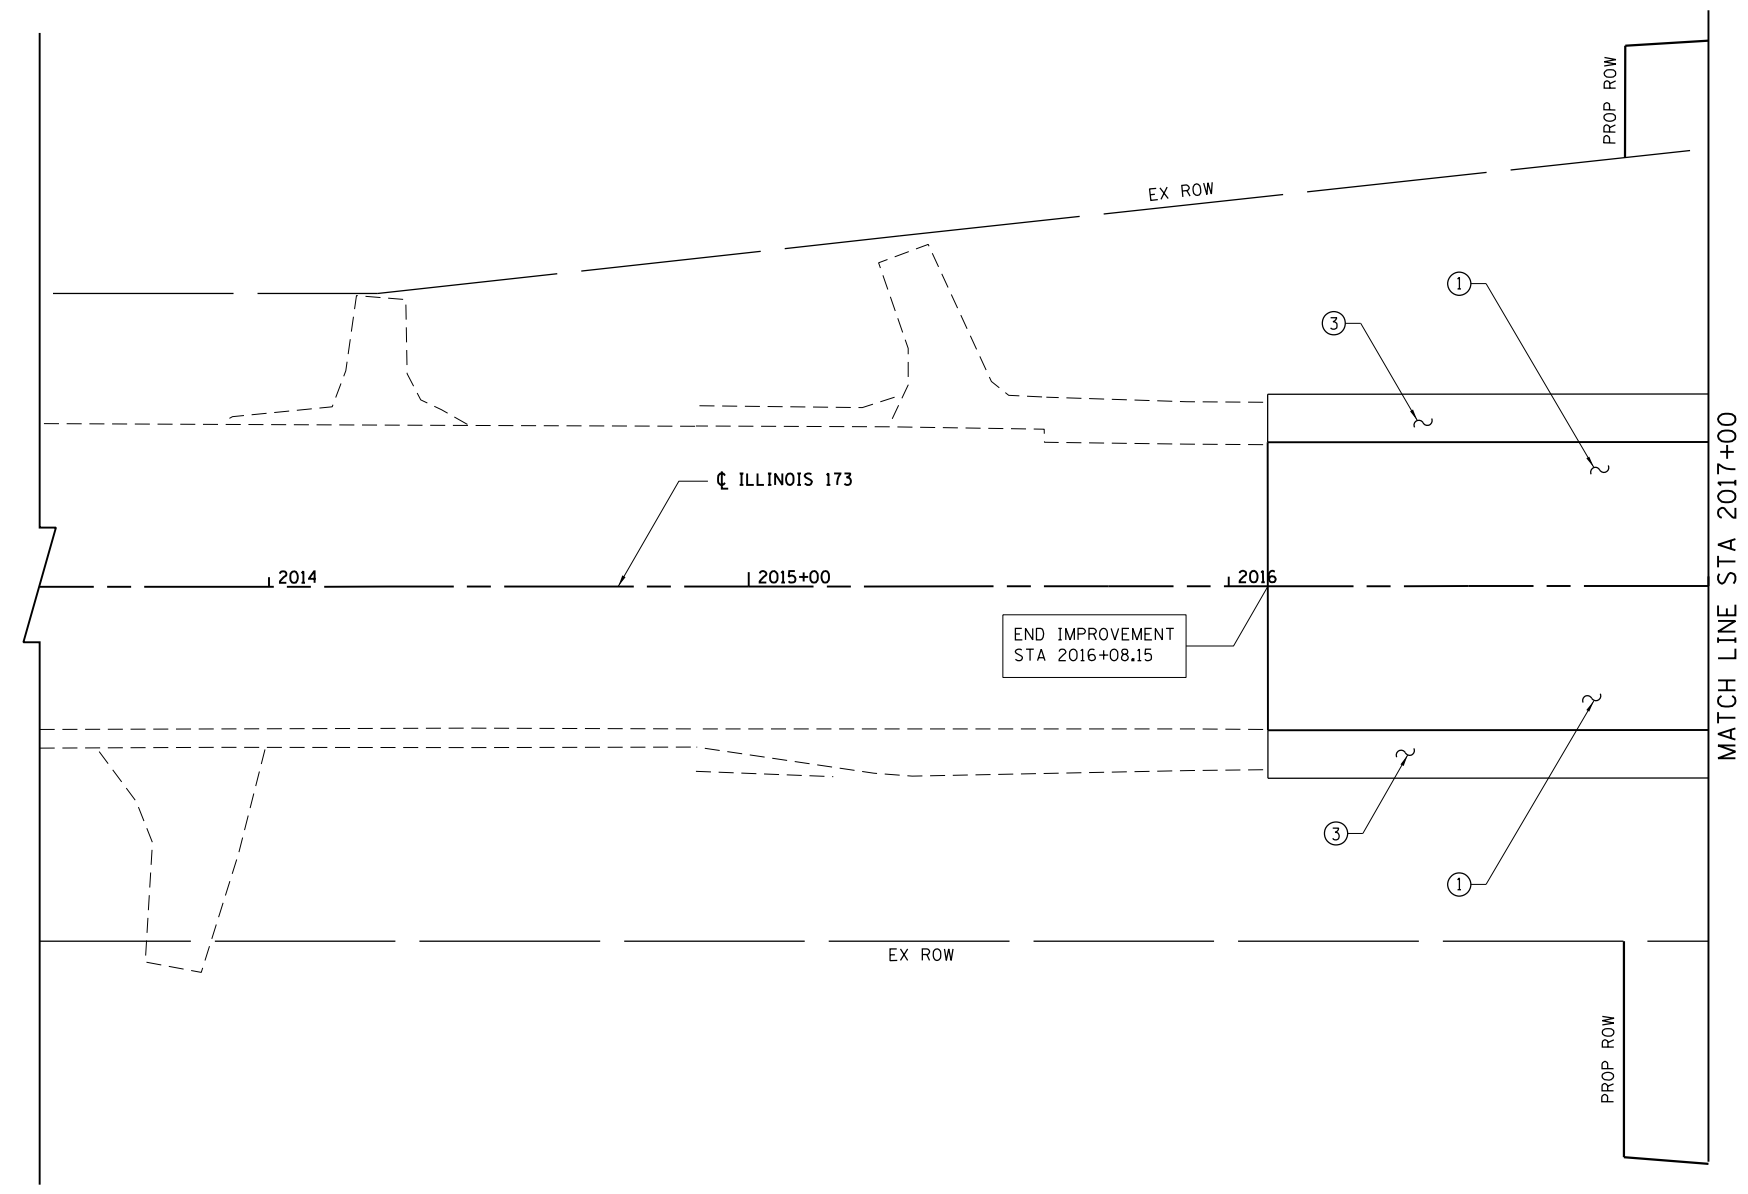 PROP ROW
EX ROW
1
3
℄ ILLINOIS 173
2014
2015+00
2016
END IMPROVEMENT
STA 2016+08.15
MATCH LINE STA 2017+00
3
1
EX ROW
PROP ROW